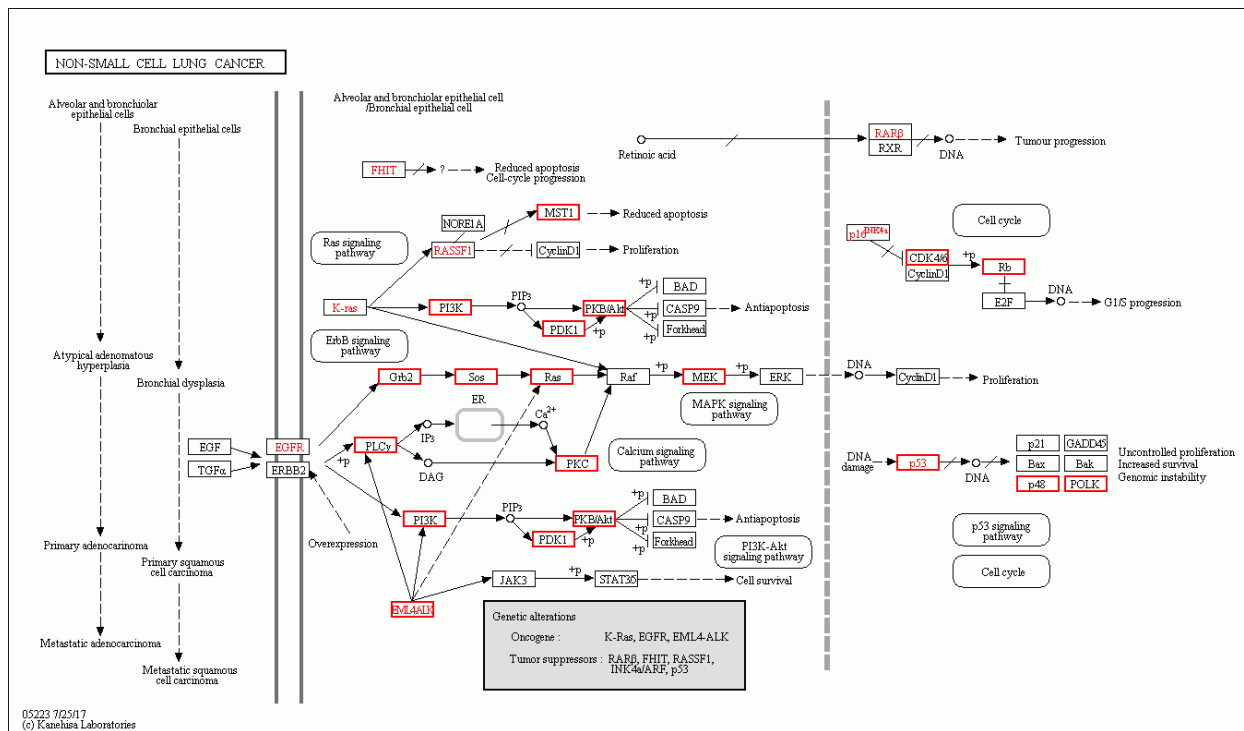 NON-SMALL CELL LUNG CANCER
Alveolar and bronchiolar
epithelial cells
Bronchial epithelial cells
Atypical adenomatous
hyperplasia
Bronchial dysplasia
Primary adenocarinoma
Primary squamous
cell carcinoma
Metastatic adenocarcinoma
Metastatic squamous
cell carcinoma
Alveolar and bronchiolar epithelial cell
/Bronchial epithelial cell
Retinoic acid
RARβ
RXR
DNA
Tumour progression
FHIT
?
Reduced apoptosis
Cell-cycle progression
NORE1A
MST1
Reduced apoptosis
Ras signaling
pathway
RASSF1
CyclinD1
Proliferation
K-ras
PI3K
PIP3
PKB/Akt
PDK1
+p
+p
BAD
+p
CASP9
+p
Forkhead
Antiapoptosis
ErbB signaling
pathway
Grb2
Sos
Ras
Raf
+p
MEK
+p
ERK
DNA
CyclinD1
Proliferation
MAPK signaling
pathway
ER
Ca2+
IP3
EGF
TGFα
EGFR
ERBB2
+p
PLCγ
DAG
PKC
Calcium signaling
pathway
Overexpression
PI3K
PIP3
PKB/Akt
PDK1
+p
+p
BAD
+p
CASP9
+p
Forkhead
Antiapoptosis
PI3K-Akt
signaling pathway
JAK3
+p
STAT3/5
Cell survival
EML4ALK
p16INK4a
Cell cycle
CDK4/6
CyclinD1
+p
Rb
E2F
DNA
G1/S progression
DNA
damage
p53
DNA
p21
GADD45
Bax
Bak
p48
POLK
Uncontrolled proliferation
Increased survival
Genomic instability
p53 signaling
pathway
Cell cycle
Genetic alterations
Oncogene : K-Ras, EGFR, EML4-ALK
Tumor suppressors : RARβ, FHIT, RASSF1,
INK4a/ARF, p53
05223 7/25/17
(c) Kanehisa Laboratories